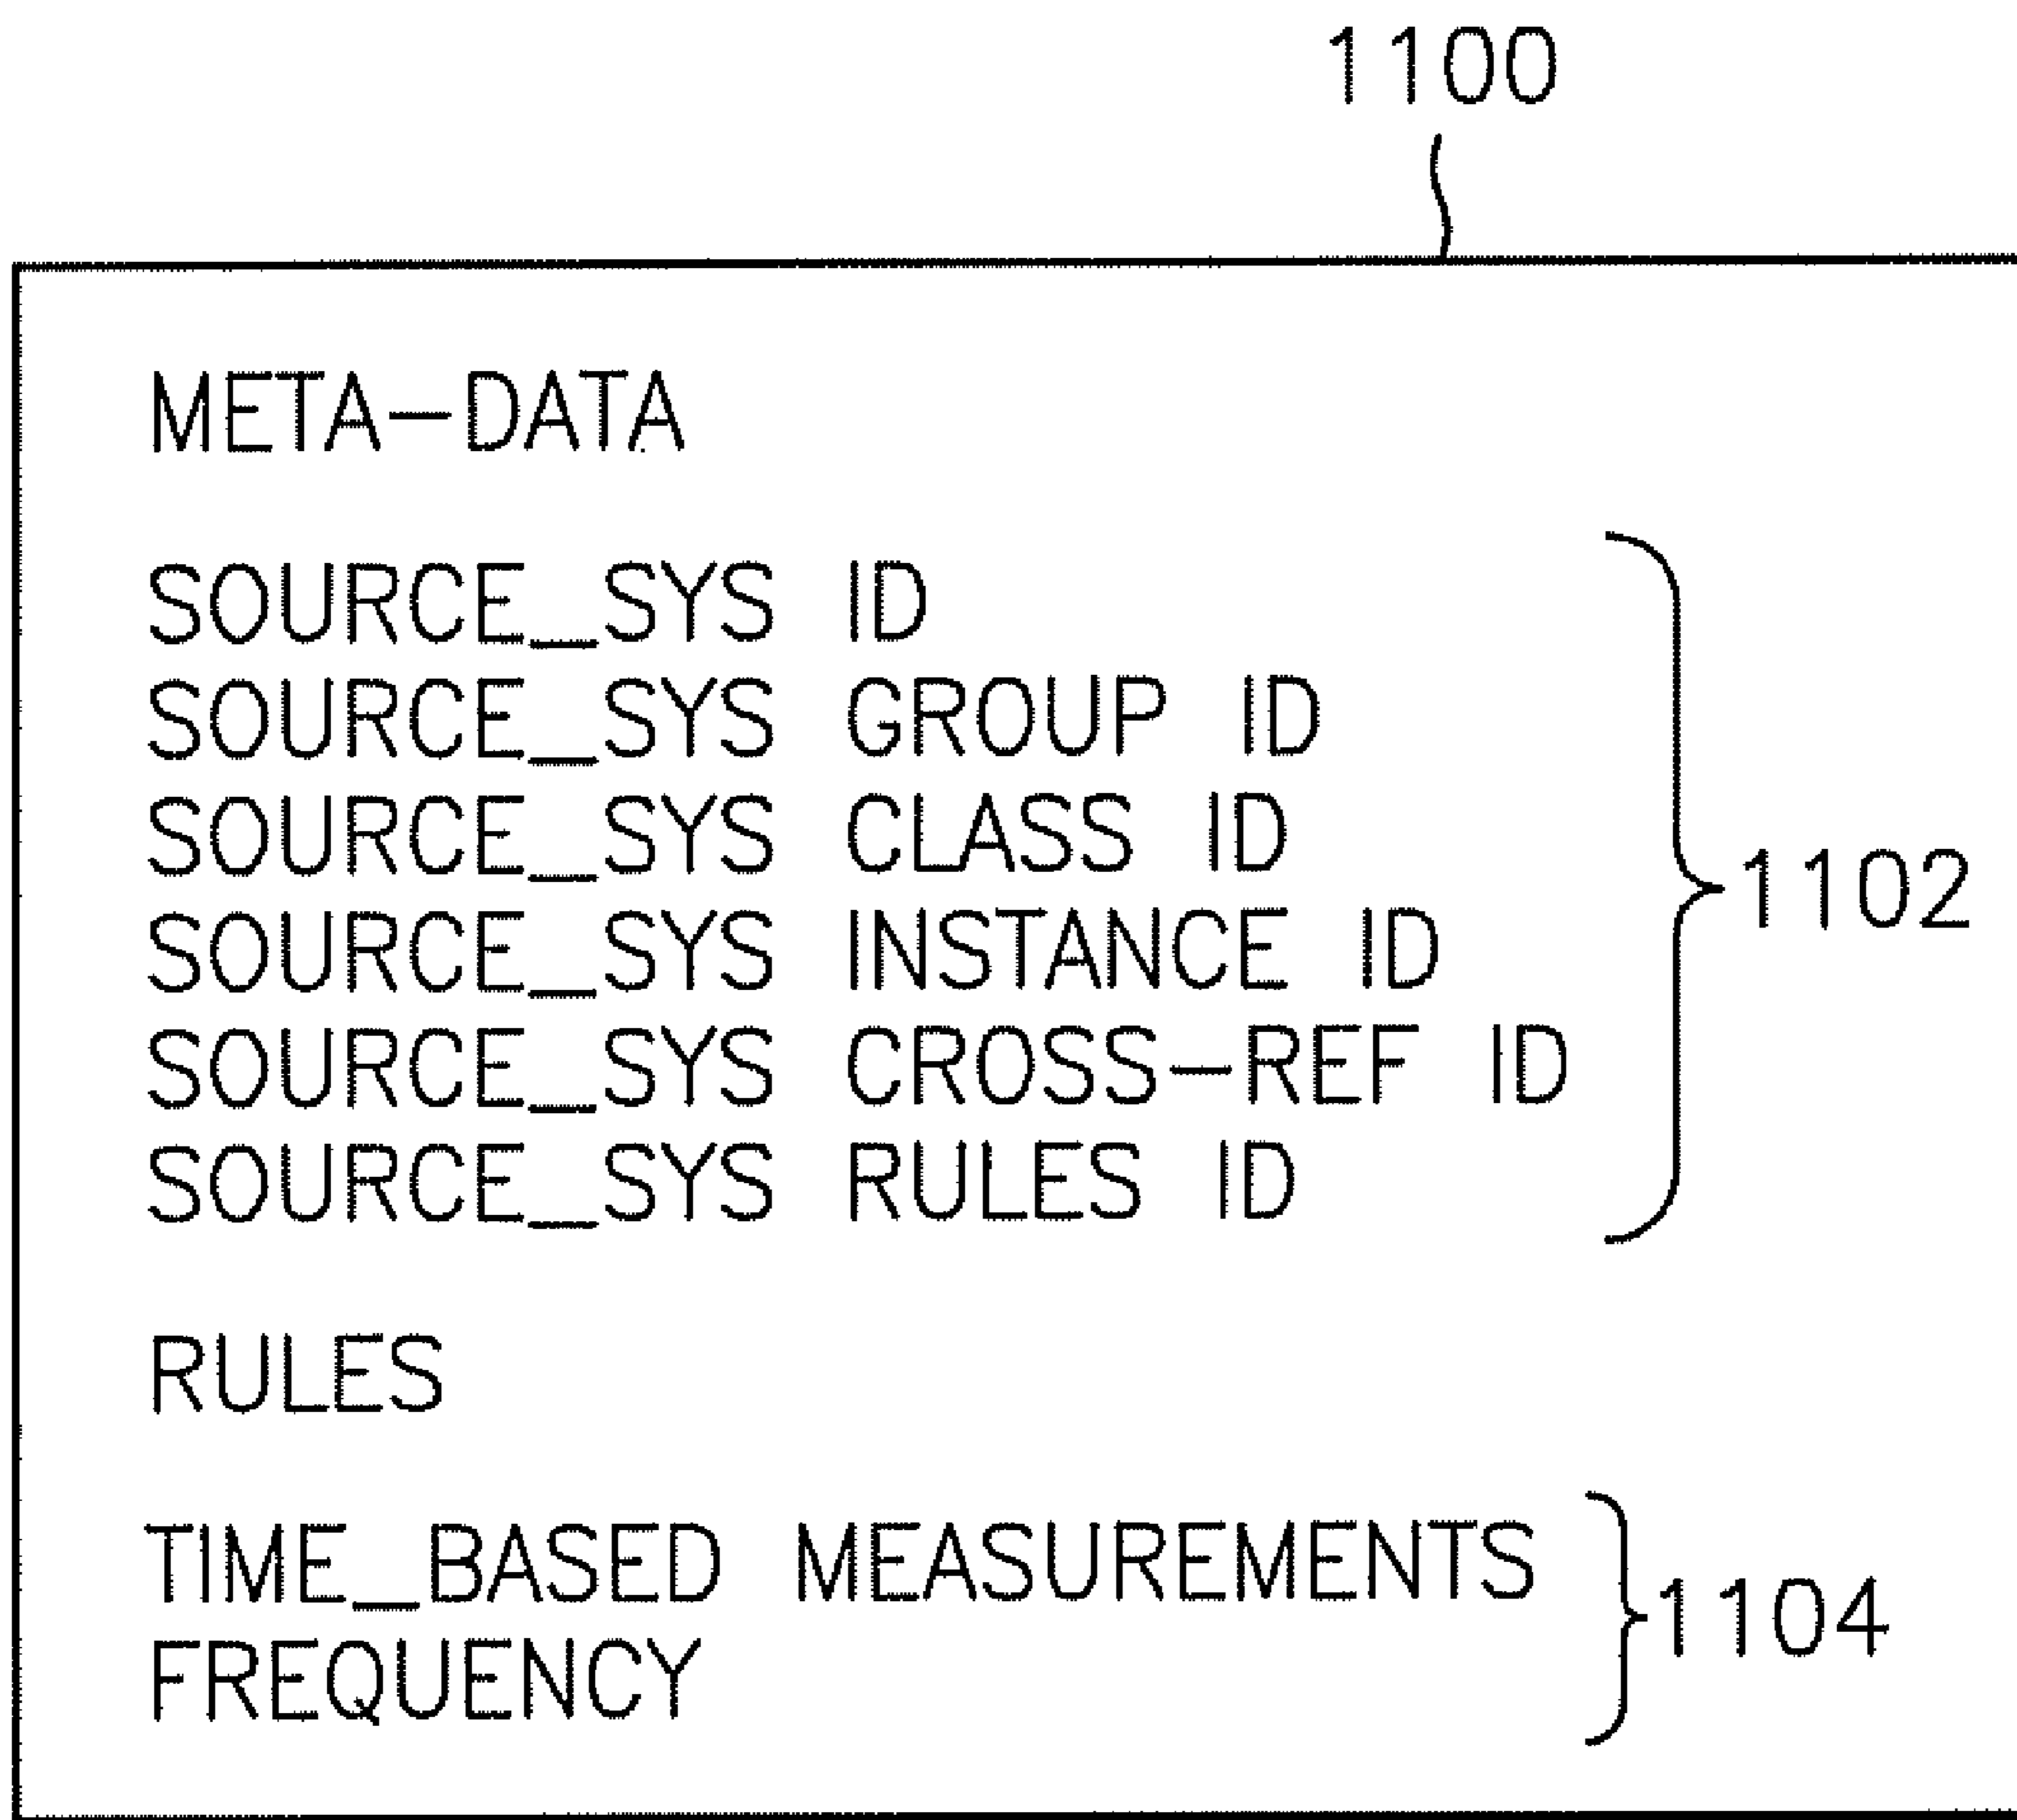 1100
META-DATA
SOURCE_SYS ID
SOURCE_SYS GROUP ID
SOURCE_SYS CLASS ID
SOURCE_SYS INSTANCE ID
SOURCE_SYS CROSS-REF ID
SOURCE_SYS RULES ID
1102
RULES
TIME_BASED MEASUREMENTS
FREQUENCY
1104